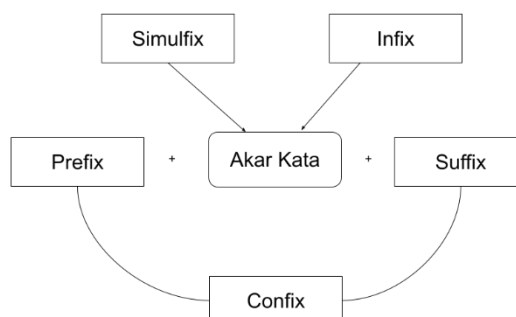 Simulfix
Infix
Prefix
+
Akar Kata
+
Suffix
Confix